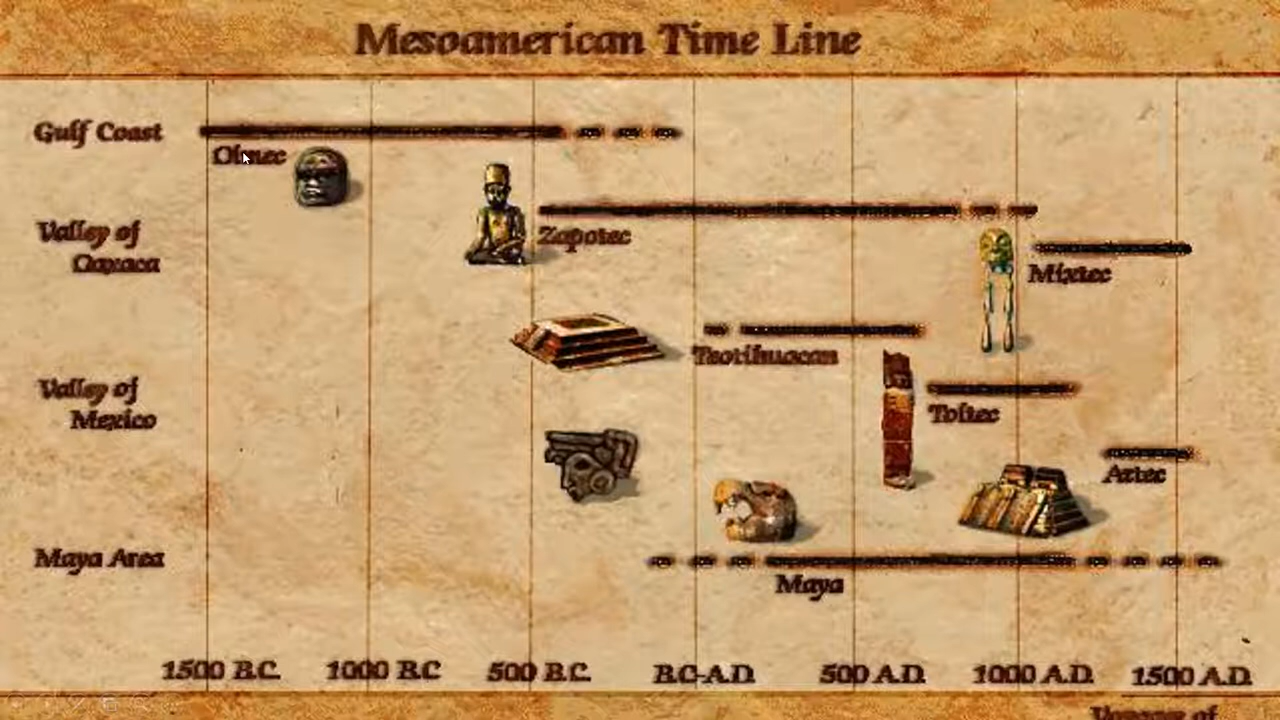 Mesoamerican Time Line
Gulf Coast
Olmec
Valley of
Oaxaca
Zapotec
Mixtec
Teotihuacan
Valley of
Mexico
Toltec
Aztec
Maya Area
Maya
1500 B.C.
1000 B.C
500 B.C.
B.C-A.D.
500 A.D.
1000 A.D.
1500 A.D.